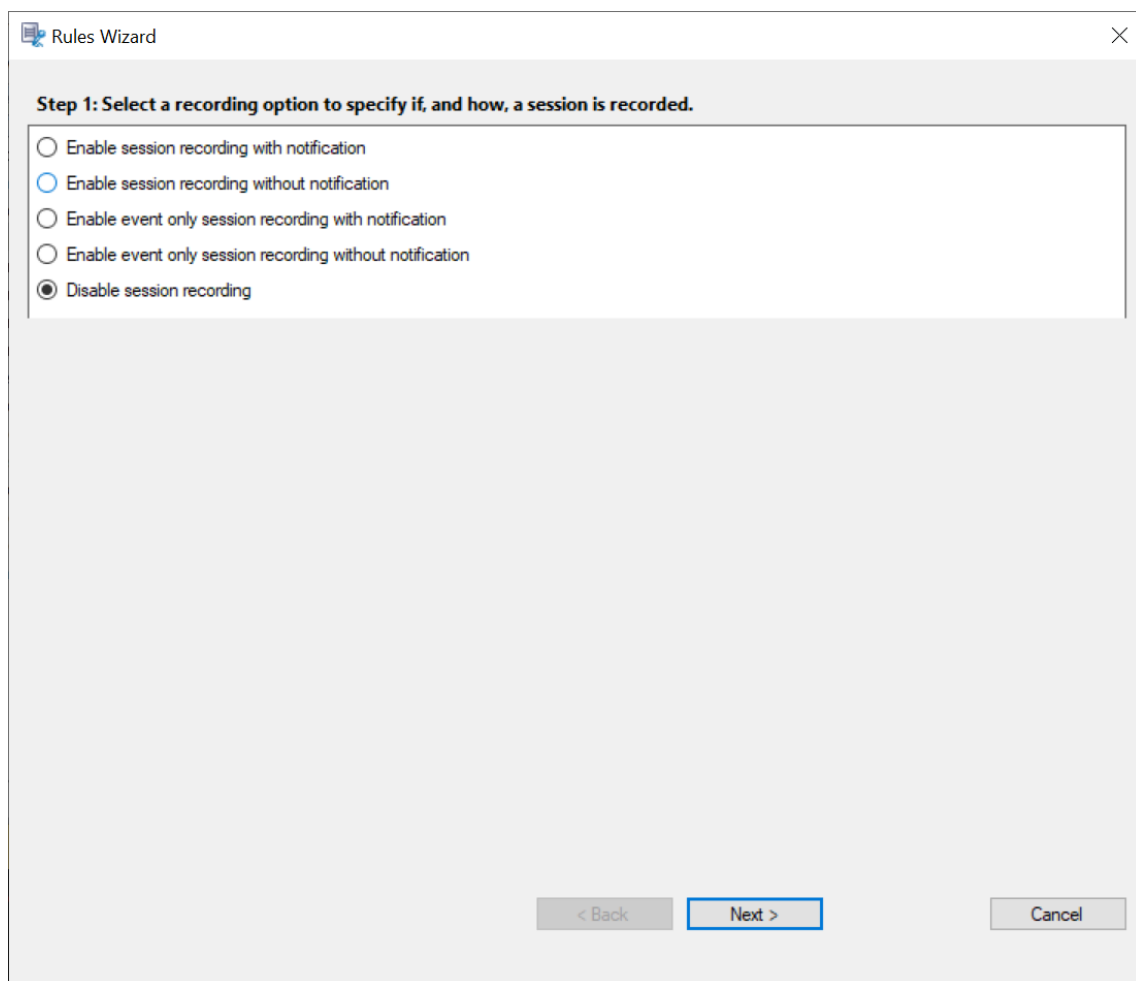 Rules Wizard
Step 1: Select a recording option to specify if, and how, a session is recorded.
Enable session recording with notification
Enable session recording without notification
Enable event only session recording with notification
Enable event only session recording without notification
Disable session recording
< Back
Next >
Cancel